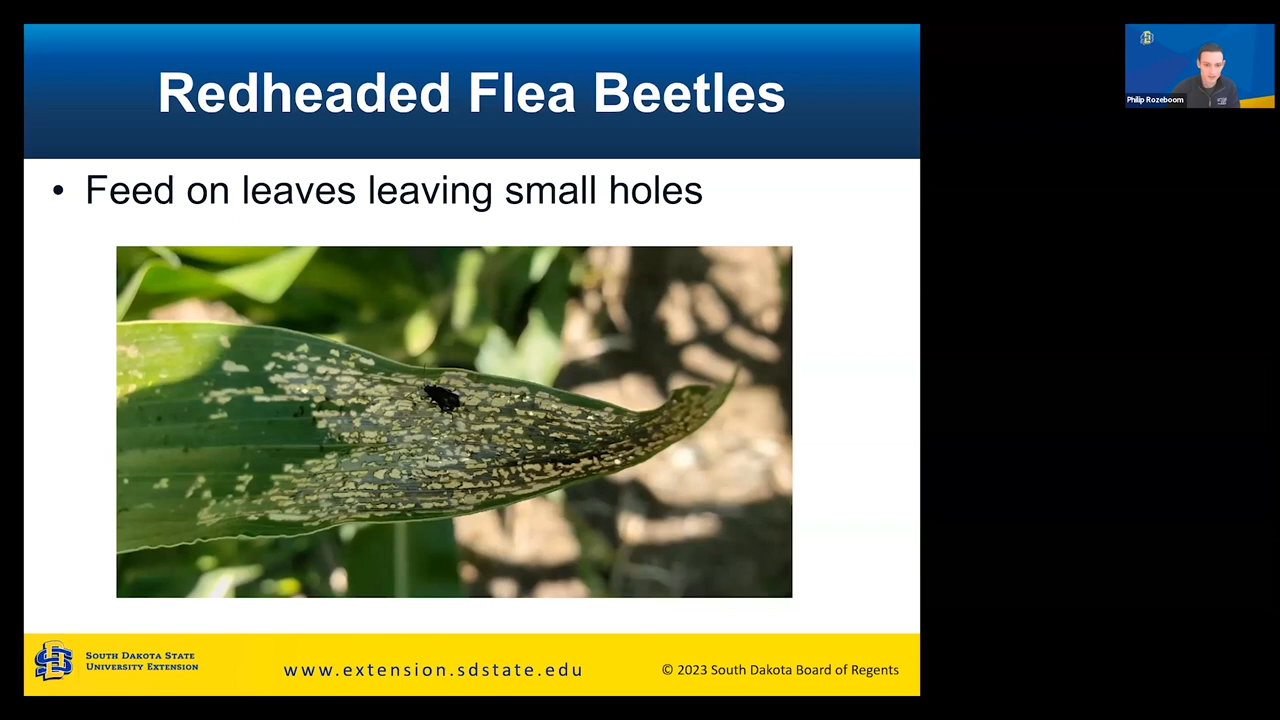 Redheaded Flea Beetles
• Feed on leaves leaving small holes
SOUTH DAKOTA STATE
UNIVERSITY EXTENSION
www.extension.sdstate.edu
© 2023 South Dakota Board of Regents
Philip Rozeboom